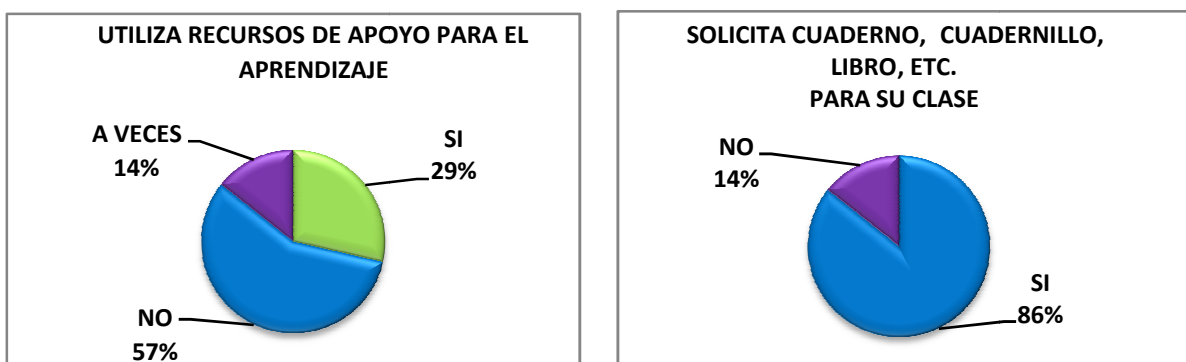 UTILIZA RECURSOS DE APOYO PARA EL
APRENDIZAJE
A VECES
14%
SI
29%
NO
57%
SOLICITA CUADERNO, CUADERNILLO,
LIBRO, ETC.
PARA SU CLASE
NO
14%
SI
86%